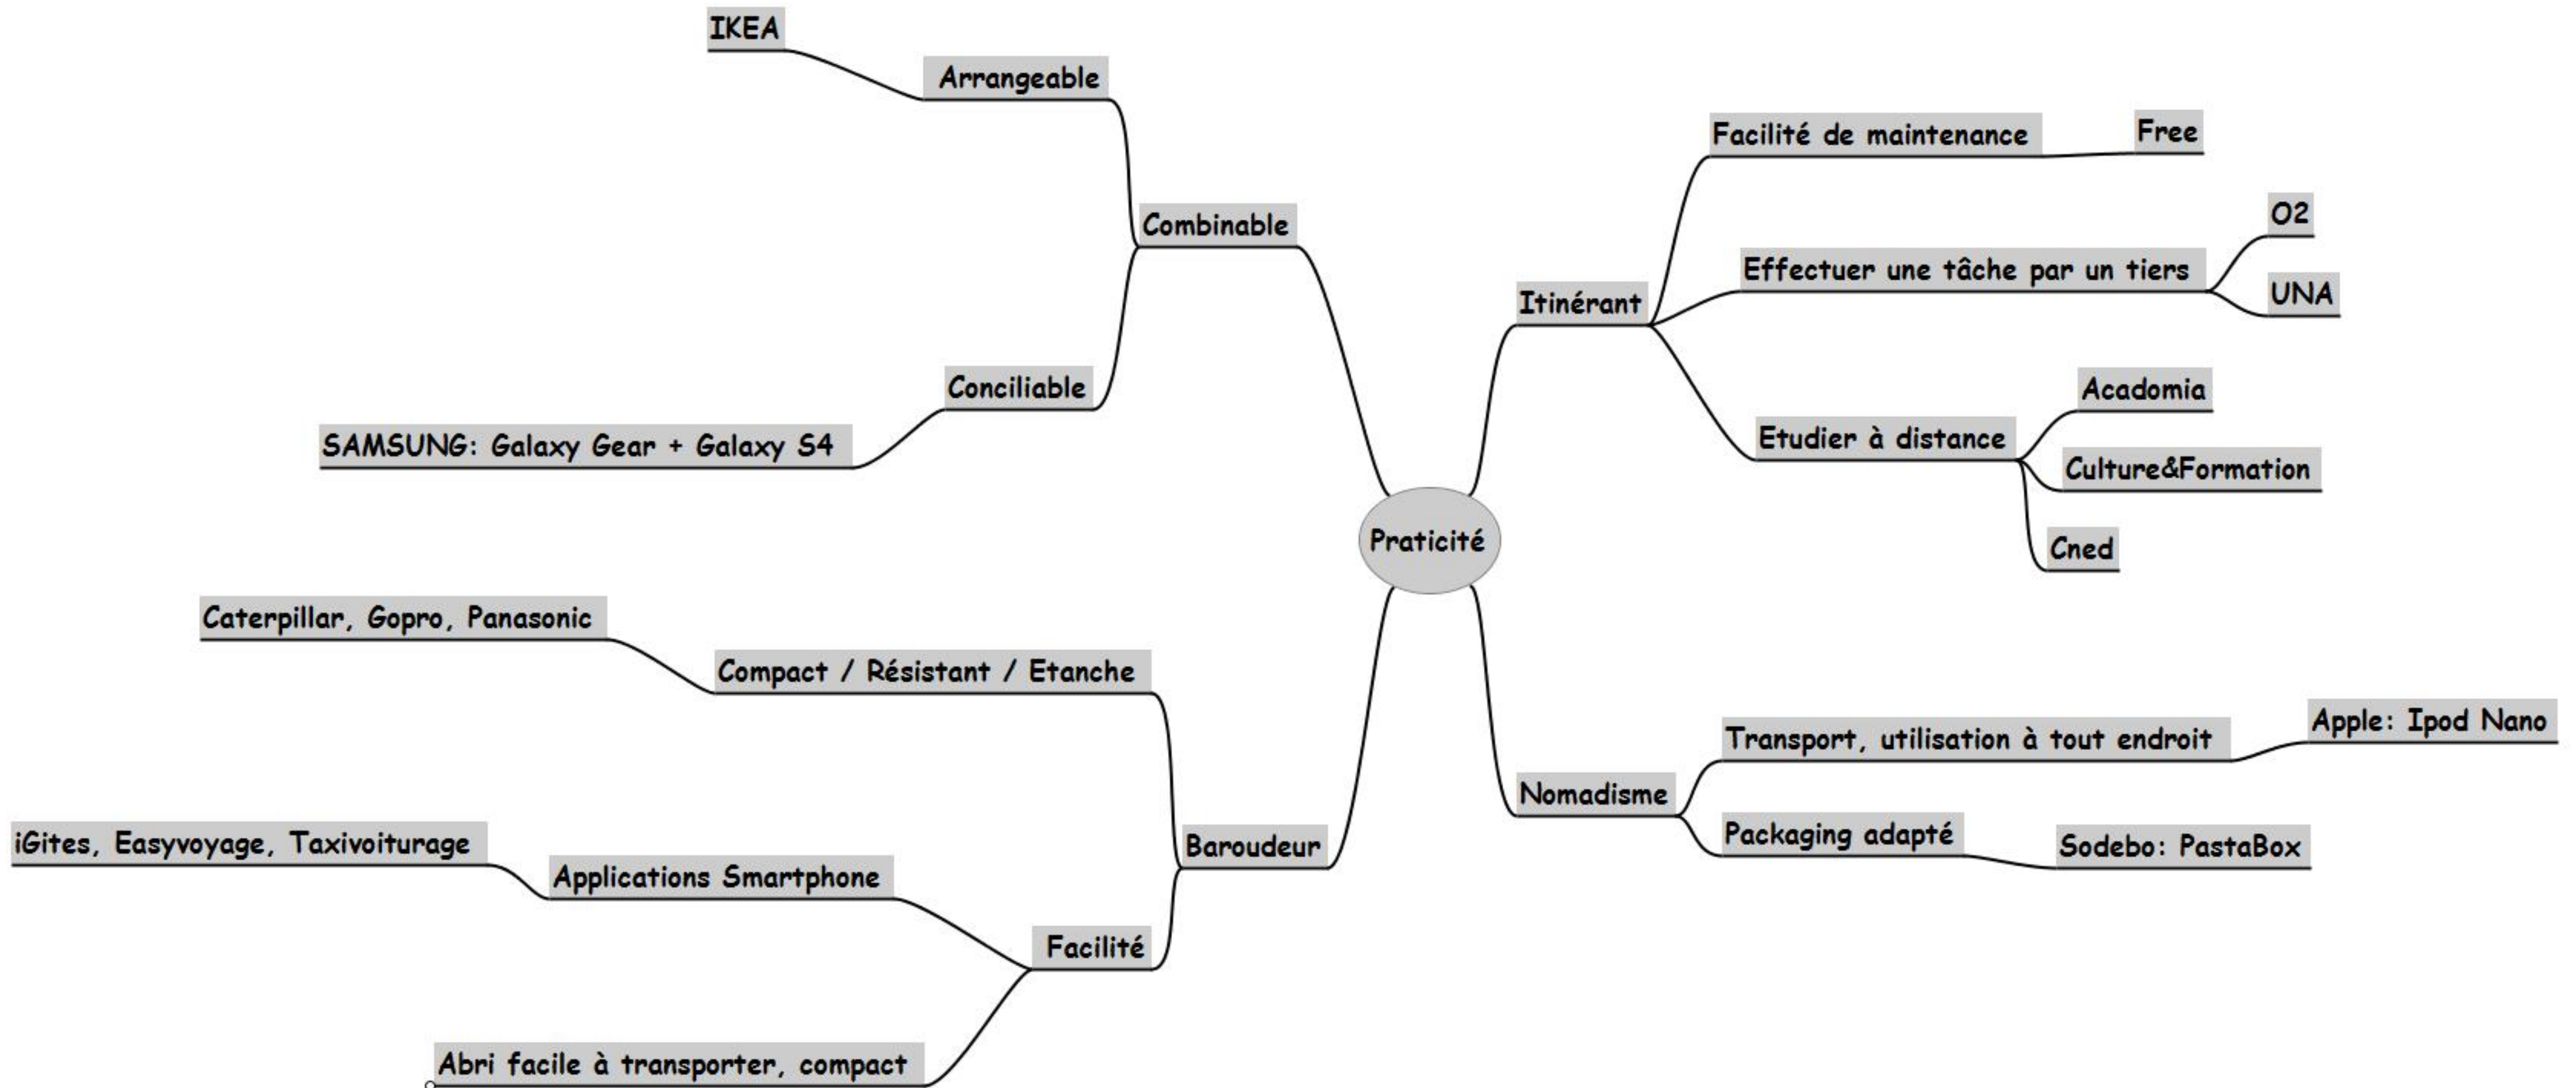 IKEA
Arrangeable
Combinable
Conciliable
SAMSUNG: Galaxy Gear + Galaxy S4
Caterpillar, Gopro, Panasonic
Compact / Résistant / Etanche
Baroudeur
iGites, Easyvoyage, Taxivoiturage
Applications Smartphone
Facilité
Abri facile à transporter, compact
Praticité
Itinérant
Facilité de maintenance
Free
Effectuer une tâche par un tiers
O2
UNA
Etudier à distance
Acadomia
Culture&Formation
Cned
Nomadisme
Transport, utilisation à tout endroit
Apple: Ipod Nano
Packaging adapté
Sodebo: PastaBox